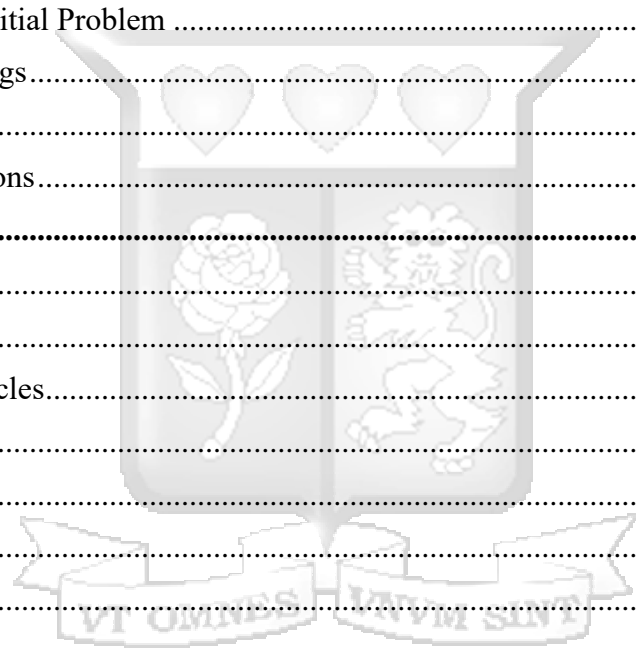 itial Problem ..........................................................
gs..........................................................................
..............................................................................
ons........................................................................
..............................................................................
..............................................................................
..............................................................................
cles.......................................................................
..............................................................................
..............................................................................
..............................................................................
..............................................................................
VT OMNES VNVM SINT